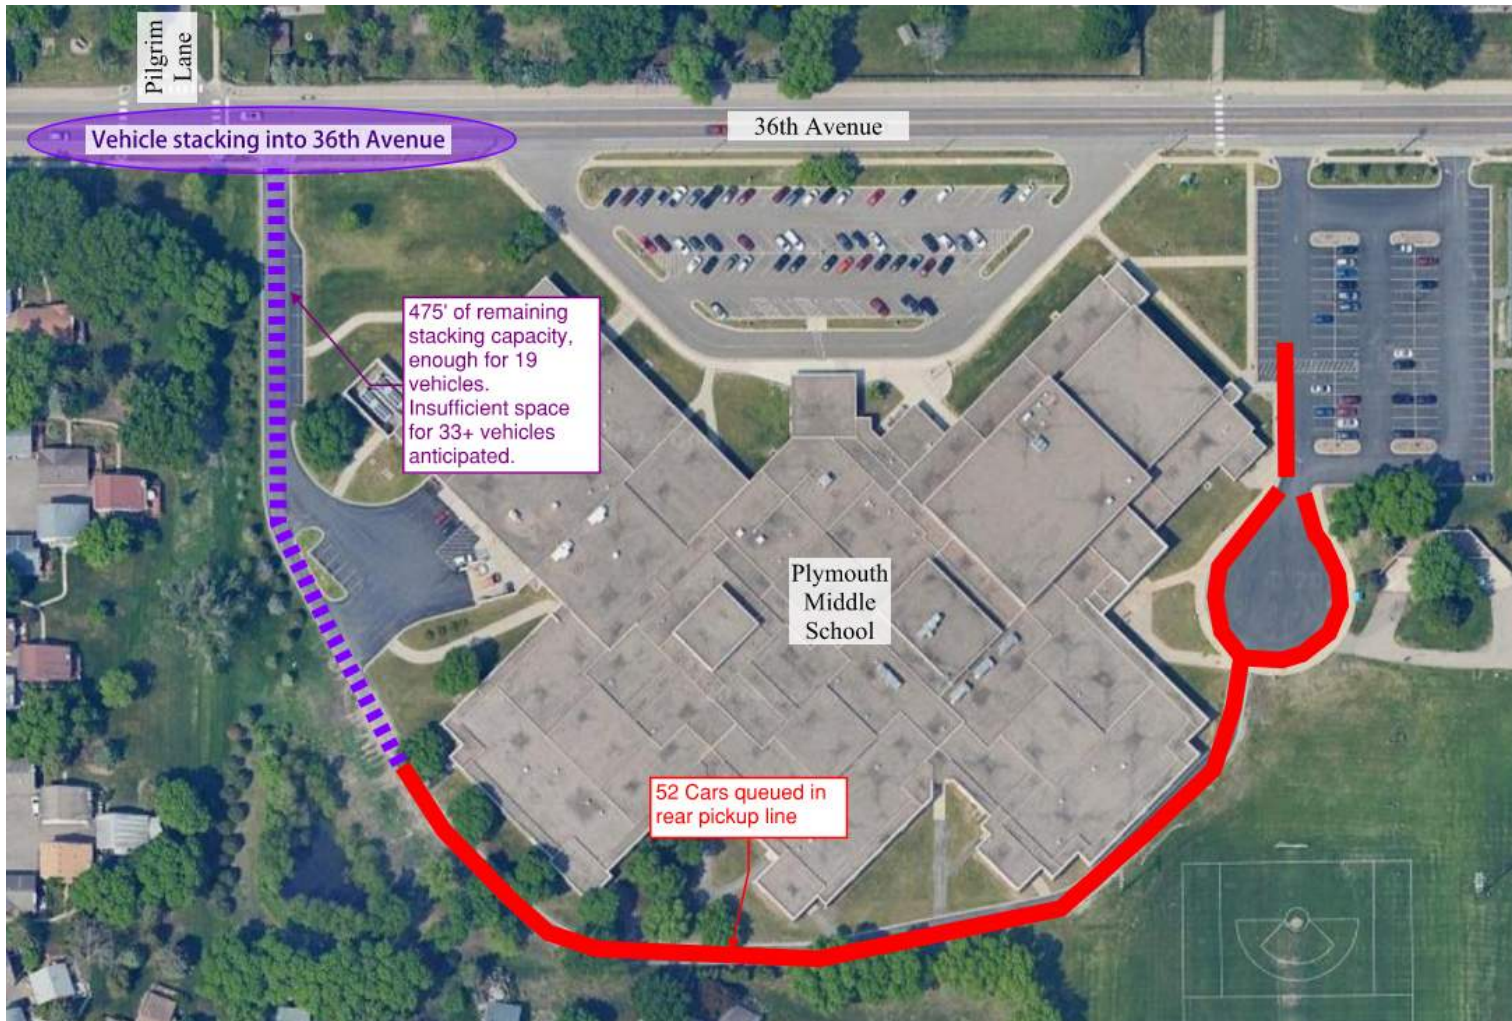 Pilgrim
Lane
Vehicle stacking into 36th Avenue
36th Avenue
475' of remaining
stacking capacity,
enough for 19
vehicles.
Insufficient space
for 33+ vehicles
anticipated.
Plymouth
Middle
School
52 Cars queued in
rear pickup line